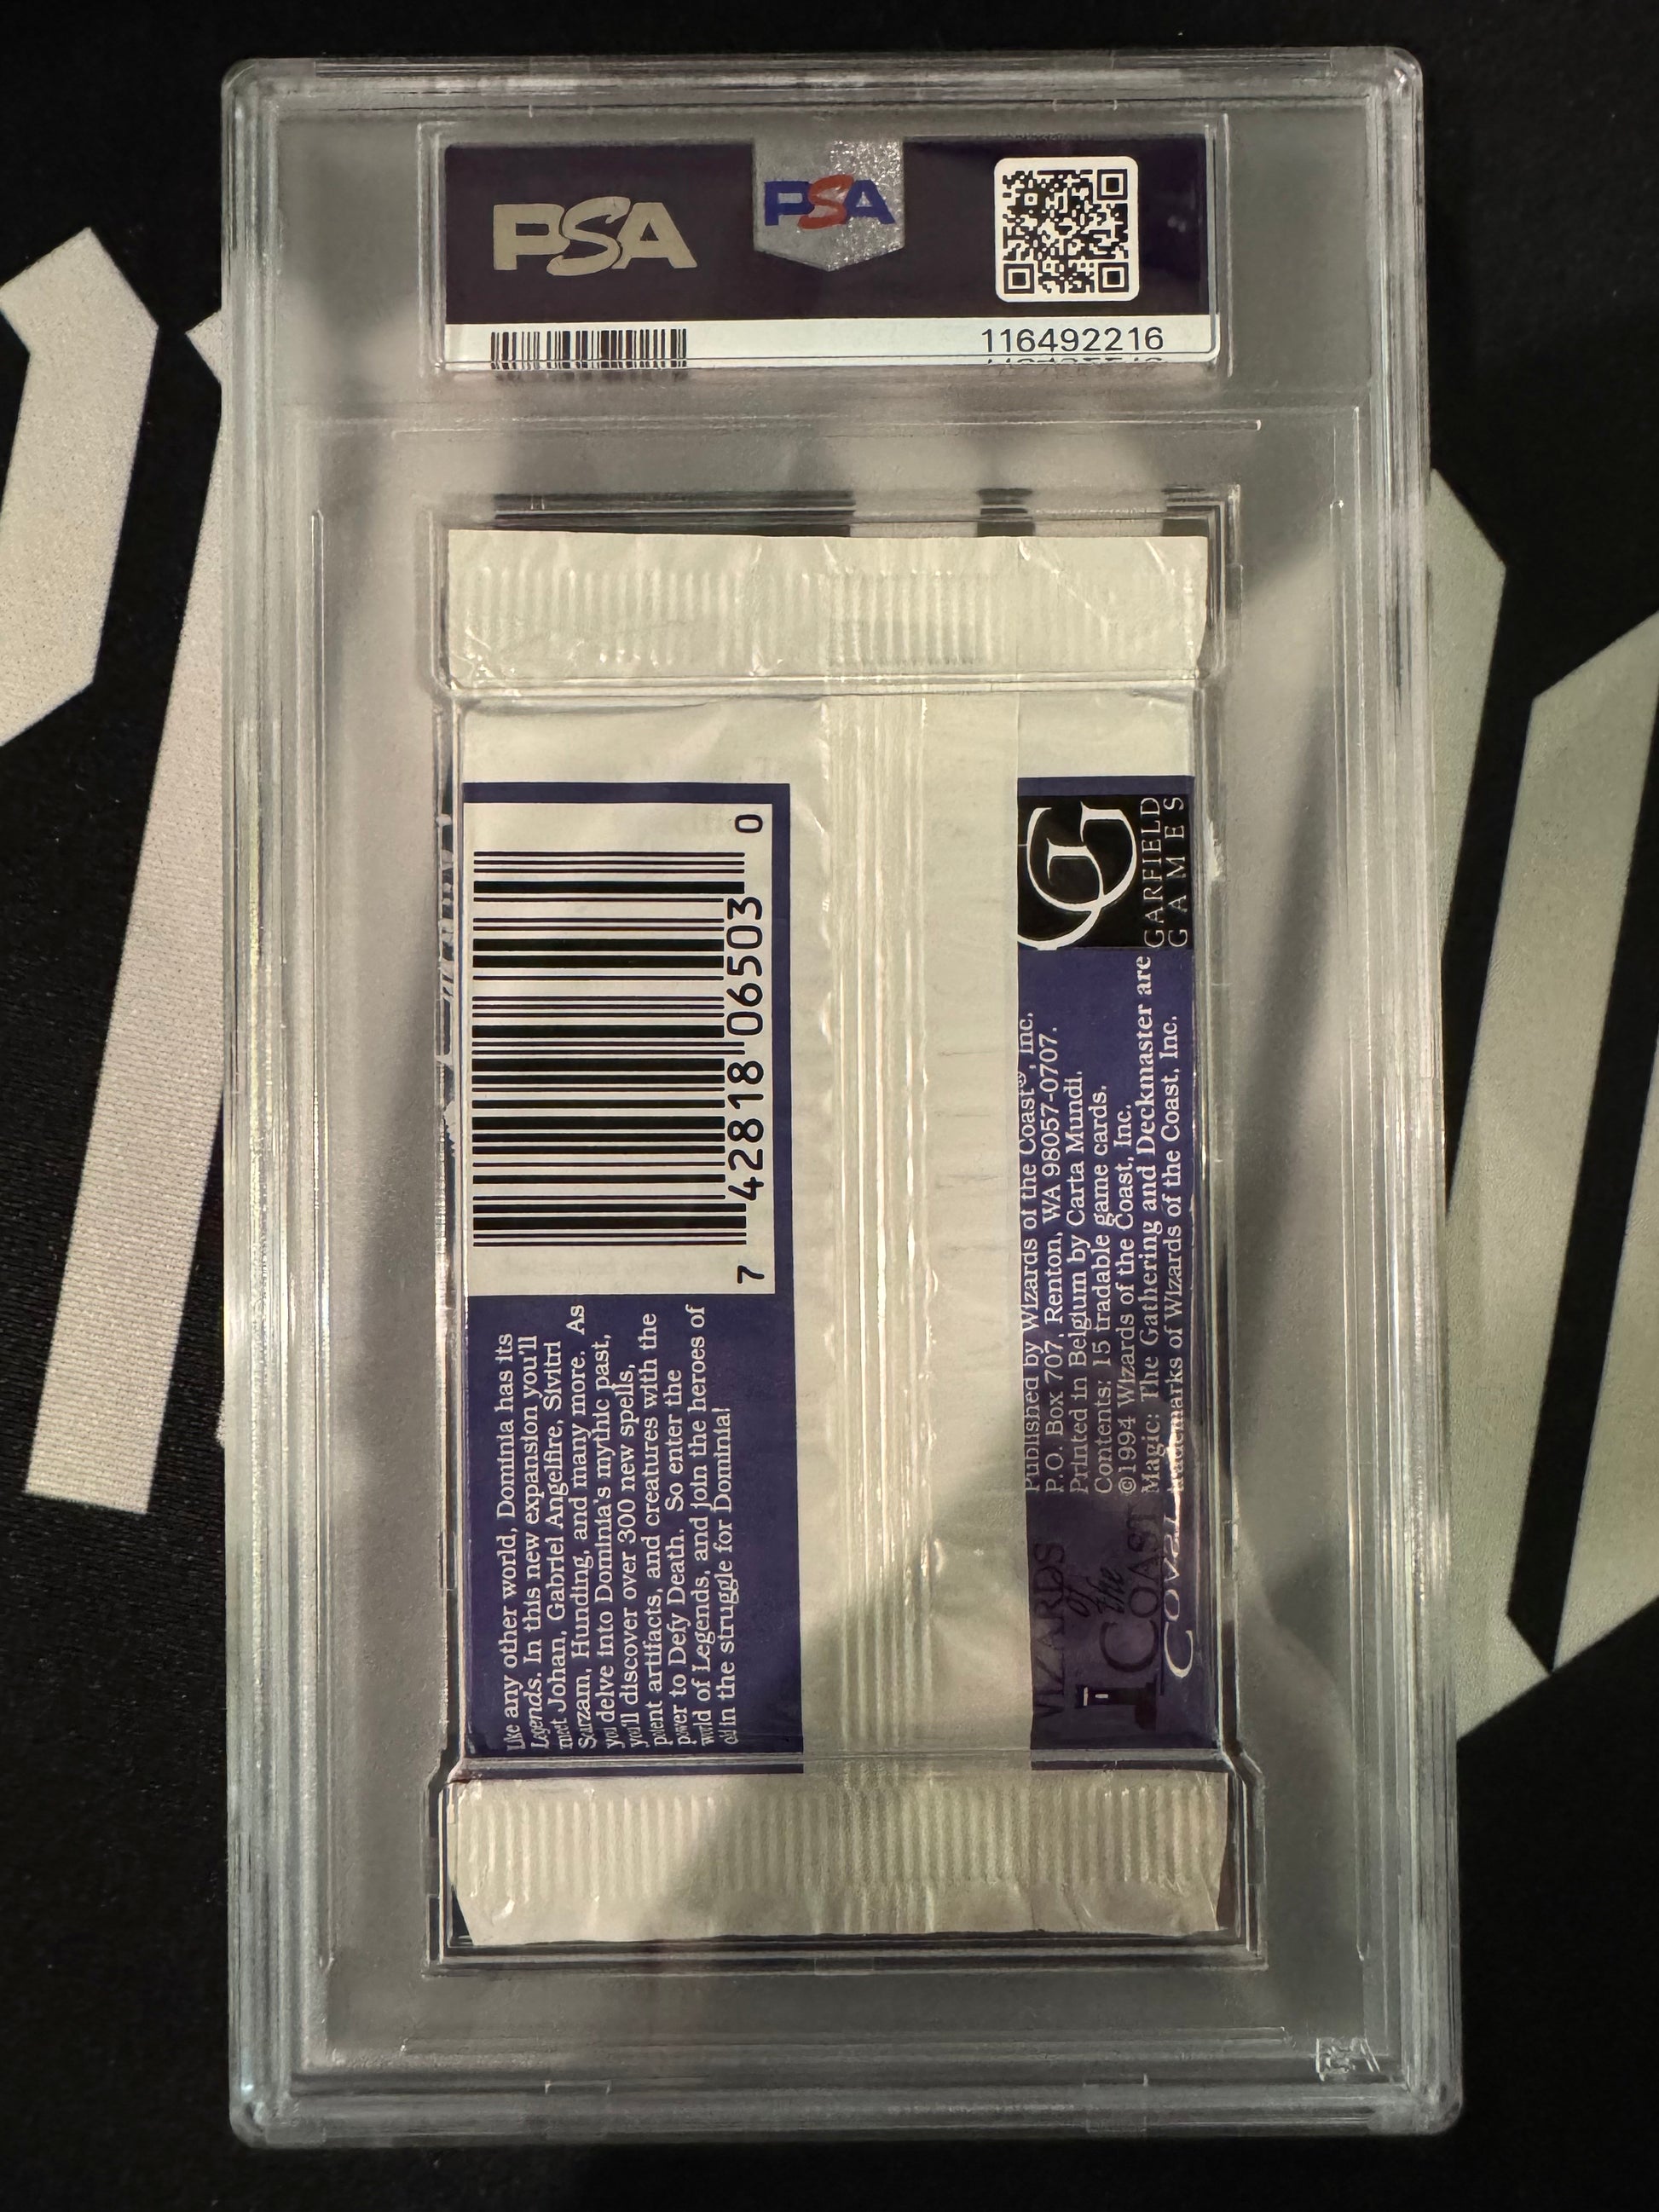 PSA
PSA
116492216
7 42818 06503 0
Like any other world, Dominia has its
Legends. In this new expansion you'll
meet Johan, Gabriel Angelfire, Sivitri
Scarzam, Hunding, and many more. As
you delve into Dominia's mythic past,
you'll discover over 300 new spells,
potent artifacts, and creatures with the
power to Defy Death. So enter the
world of Legends, and join the heroes of
old in the struggle for Dominia!
GG
GARFIELD
GAMES
Published by Wizards of the Coast®, Inc.
P.O. Box 707, Renton, WA 98057-0707.
Printed in Belgium by Carta Mundi.
Contents: 15 tradable game cards.
©1994 Wizards of the Coast, Inc.
Magic: The Gathering and Deckmaster are
trademarks of Wizards of the Coast, Inc.
WIZARDS
of
the
COAST